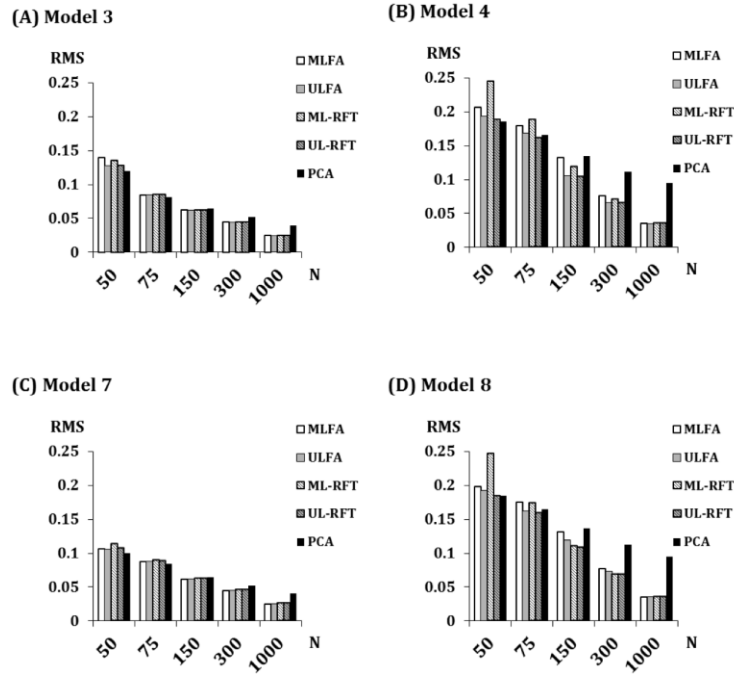 (A) Model 3
RMS
MLFA
ULFA
ML-RFT
UL-RFT
PCA
0.25
0.2
0.15
0.1
0.05
0
50 75 150 300 1000 N
(B) Model 4
RMS
MLFA
ULFA
ML-RFT
UL-RFT
PCA
0.25
0.2
0.15
0.1
0.05
0
50 75 150 300 1000 N
(C) Model 7
RMS
MLFA
ULFA
ML-RFT
UL-RFT
PCA
0.25
0.2
0.15
0.1
0.05
0
50 75 150 300 1000 N
(D) Model 8
RMS
MLFA
ULFA
ML-RFT
UL-RFT
PCA
0.25
0.2
0.15
0.1
0.05
0
50 75 150 300 1000 N